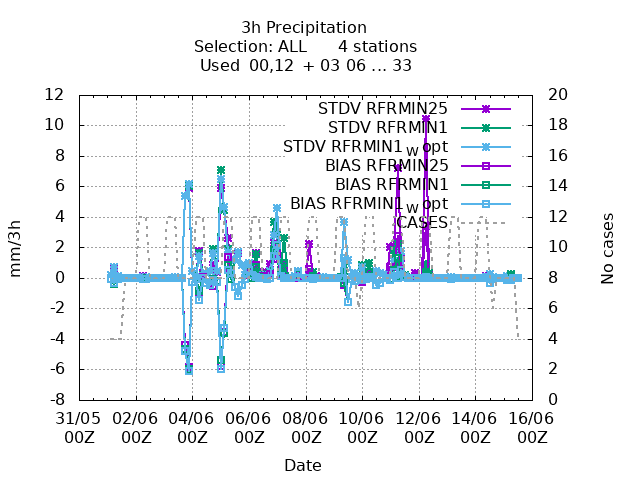 3h Precipitation
Selection: ALL 4 stations
Used 00,12 + 03 06 ... 33
12
10
8
6
4
2
0
-2
-4
-6
-8
20
18
16
14
12
10
8
6
4
2
0
mm/3h
No cases
STDV RFRMIN25
STDV RFRMIN1
STDV RFRMIN1_W opt
BIAS RFRMIN25
BIAS RFRMIN1
BIAS RFRMIN1_W opt
CASES
31/05 02/06 04/06 06/06 08/06 10/06 12/06 14/06 16/06
00Z 00Z 00Z 00Z 00Z 00Z 00Z 00Z 00Z
Date